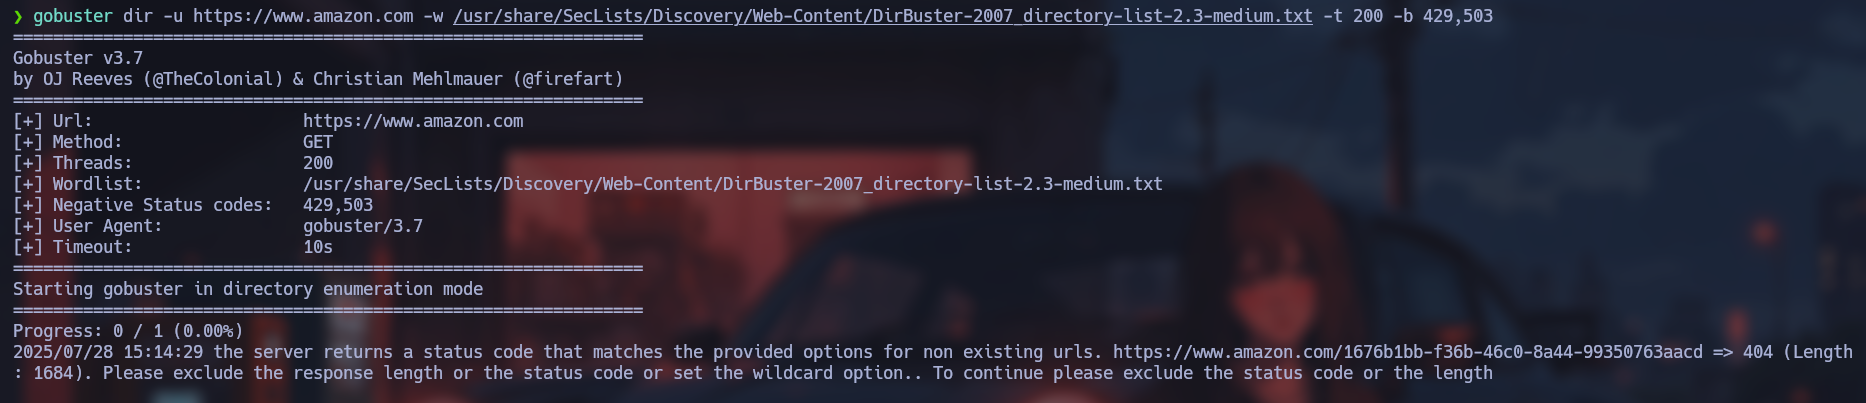 ❯ gobuster dir -u https://www.amazon.com -w /usr/share/SecLists/Discovery/Web-Content/DirBuster-2007_directory-list-2.3-medium.txt -t 200 -b 429,503
===============================================================
Gobuster v3.7
by OJ Reeves (@TheColonial) & Christian Mehlmauer (@firefart)
===============================================================
[+] Url:                     https://www.amazon.com
[+] Method:                  GET
[+] Threads:                 200
[+] Wordlist:                /usr/share/SecLists/Discovery/Web-Content/DirBuster-2007_directory-list-2.3-medium.txt
[+] Negative Status codes:   429,503
[+] User Agent:              gobuster/3.7
[+] Timeout:                 10s
===============================================================
Starting gobuster in directory enumeration mode
===============================================================
Progress: 0 / 1 (0.00%)
2025/07/28 15:14:29 the server returns a status code that matches the provided options for non existing urls. https://www.amazon.com/1676b1bb-f36b-46c0-8a44-99350763aacd => 404 (Length
: 1684). Please exclude the response length or the status code or set the wildcard option.. To continue please exclude the status code or the length